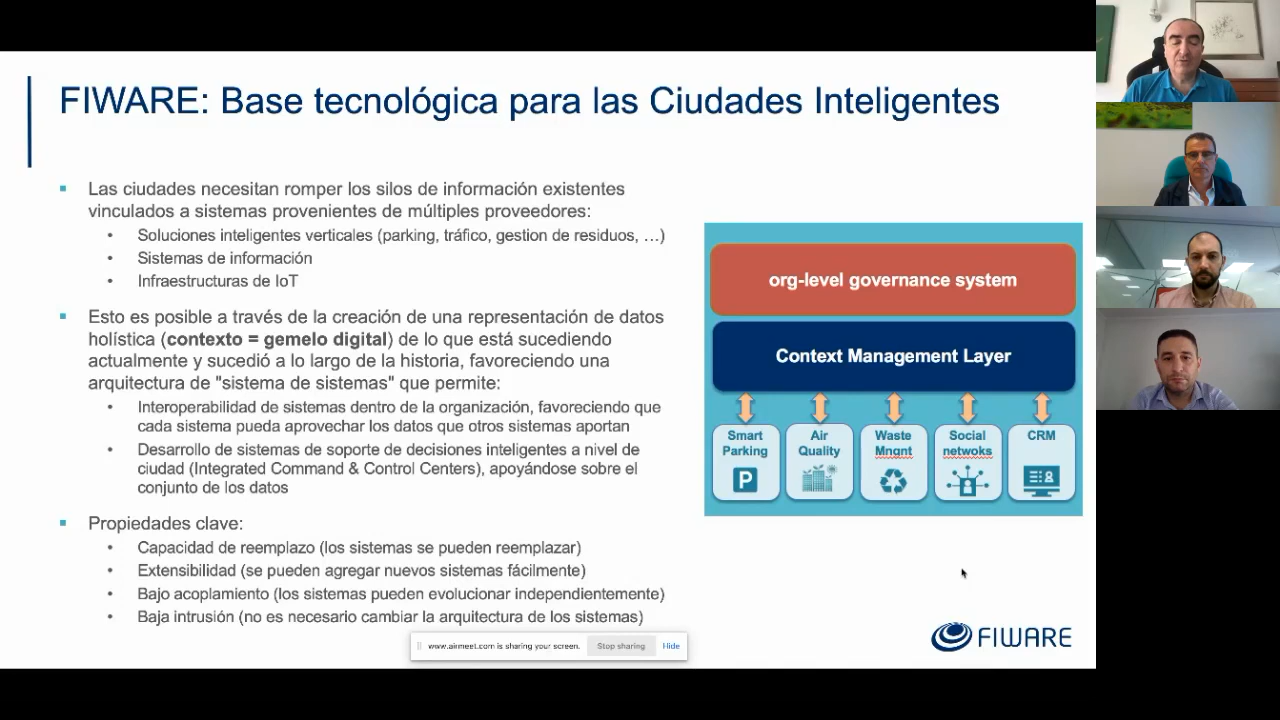 FIWARE: Base tecnológica para las Ciudades Inteligentes
Las ciudades necesitan romper los silos de información existentes
vinculados a sistemas provenientes de múltiples proveedores:
Soluciones inteligentes verticales (parking, tráfico, gestion de residuos, …)
Sistemas de información
Infraestructuras de IoT
Esto es posible a través de la creación de una representación de datos
holística (contexto = gemelo digital) de lo que está sucediendo
actualmente y sucedió a lo largo de la historia, favoreciendo una
arquitectura de "sistema de sistemas" que permite:
Interoperabilidad de sistemas dentro de la organización, favoreciendo que
cada sistema pueda aprovechar los datos que otros sistemas aportan
Desarrollo de sistemas de soporte de decisiones inteligentes a nivel de
ciudad (Integrated Command & Control Centers), apoyándose sobre el
conjunto de los datos
Propiedades clave:
Capacidad de reemplazo (los sistemas se pueden reemplazar)
Extensibilidad (se pueden agregar nuevos sistemas fácilmente)
Bajo acoplamiento (los sistemas pueden evolucionar independientemente)
Baja intrusión (no es necesario cambiar la arquitectura de los sistemas)
org-level governance system
Context Management Layer
Smart
Parking
P
Air
Quality
Waste
Mngnt
Social
netwoks
CRM
FIWARE
www.airmeet.com is sharing your screen.
Stop sharing
Hide